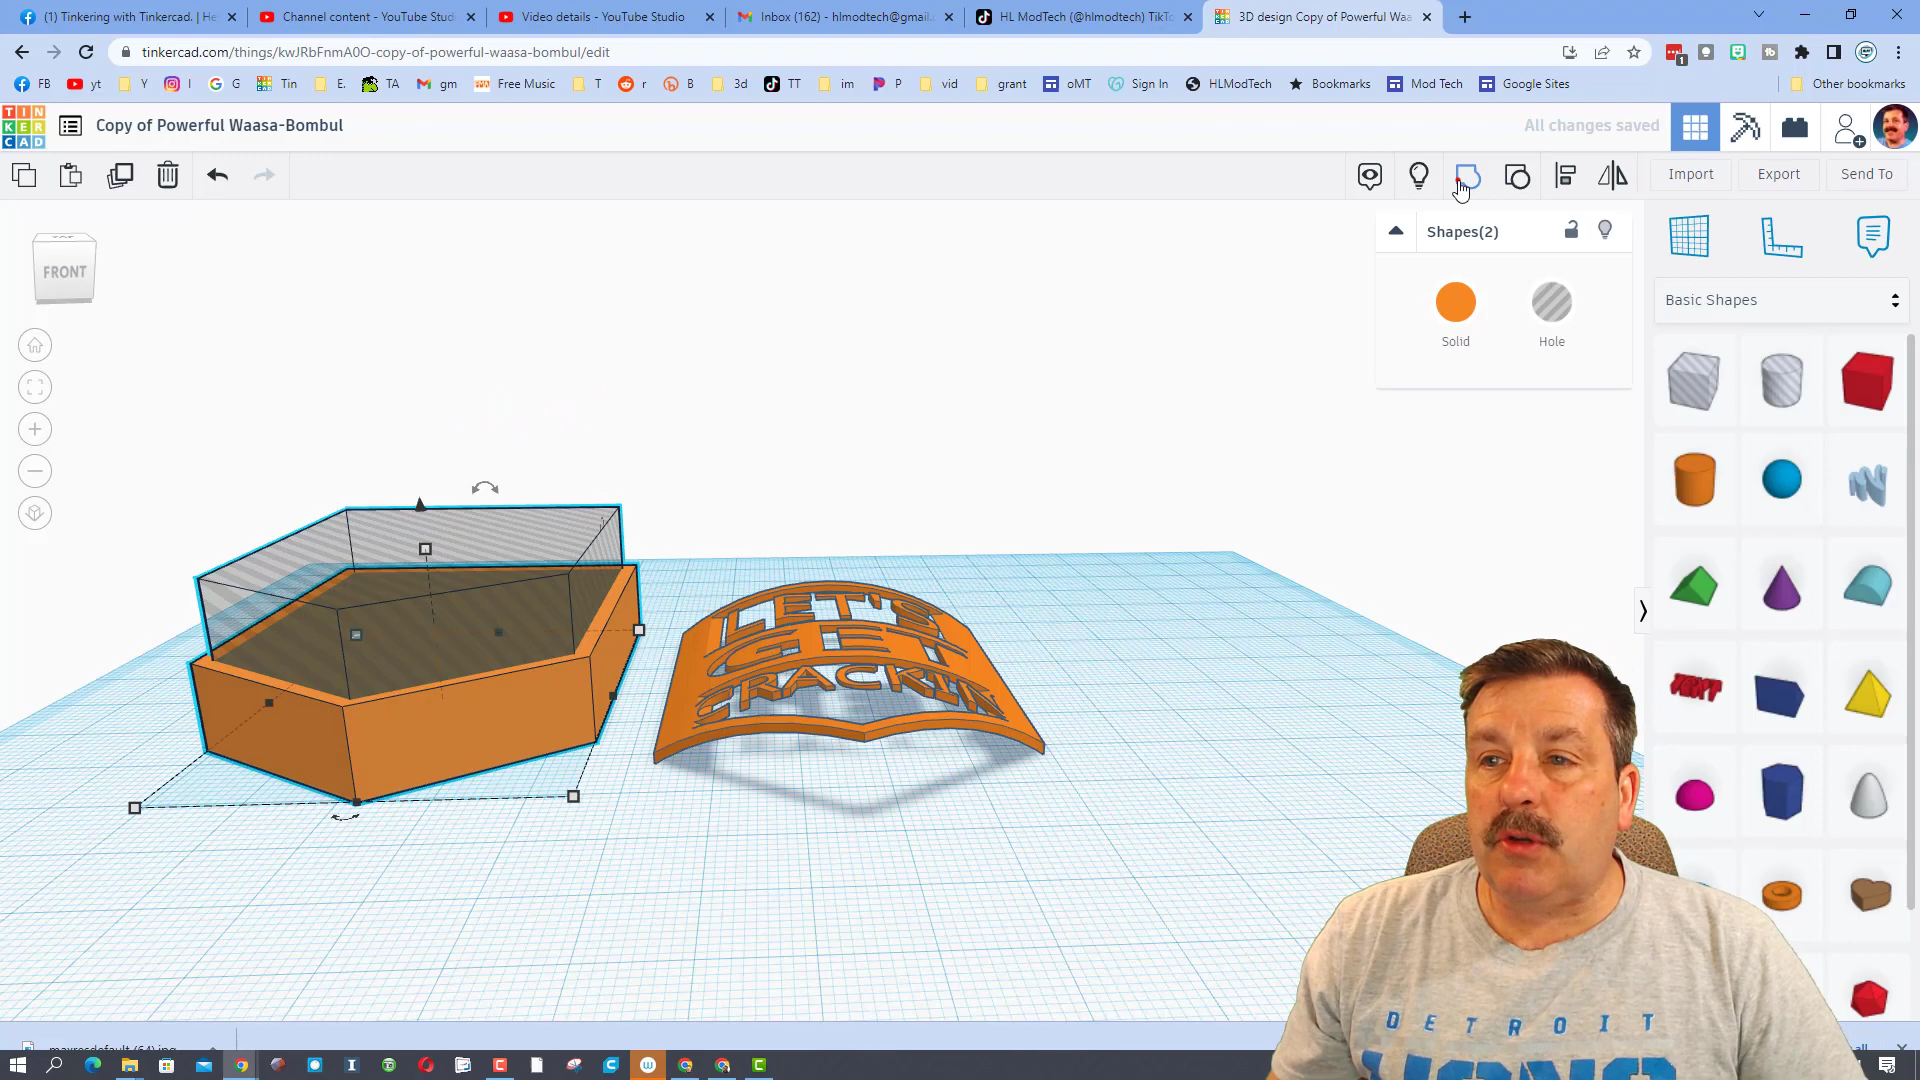 (1) Tinkering with Tinkercad. | He
Channel content - YouTube Stud
Video details - YouTube Studio
Inbox (162) - hlmodtech@gmail.c
HL ModTech (@hlmodtech) TikTo
3D design Copy of Powerful Waa
tinkercad.com/things/kwJRbFnmA0O-copy-of-powerful-waasa-bombul/edit
FB
yt
Y
I
G
Tin
E.
TA
gm
Free Music
T
r
B
3d
TT
im
P
vid
grant
oMT
Sign In
HLModTech
Bookmarks
Mod Tech
Google Sites
Other bookmarks
TIN
KER
CAD
Copy of Powerful Waasa-Bombul
All changes saved
Import
Export
Send To
Shapes(2)
Solid
Hole
FRONT
Basic Shapes
TEXT
LET'S
GET
CRACKIN
DETROIT